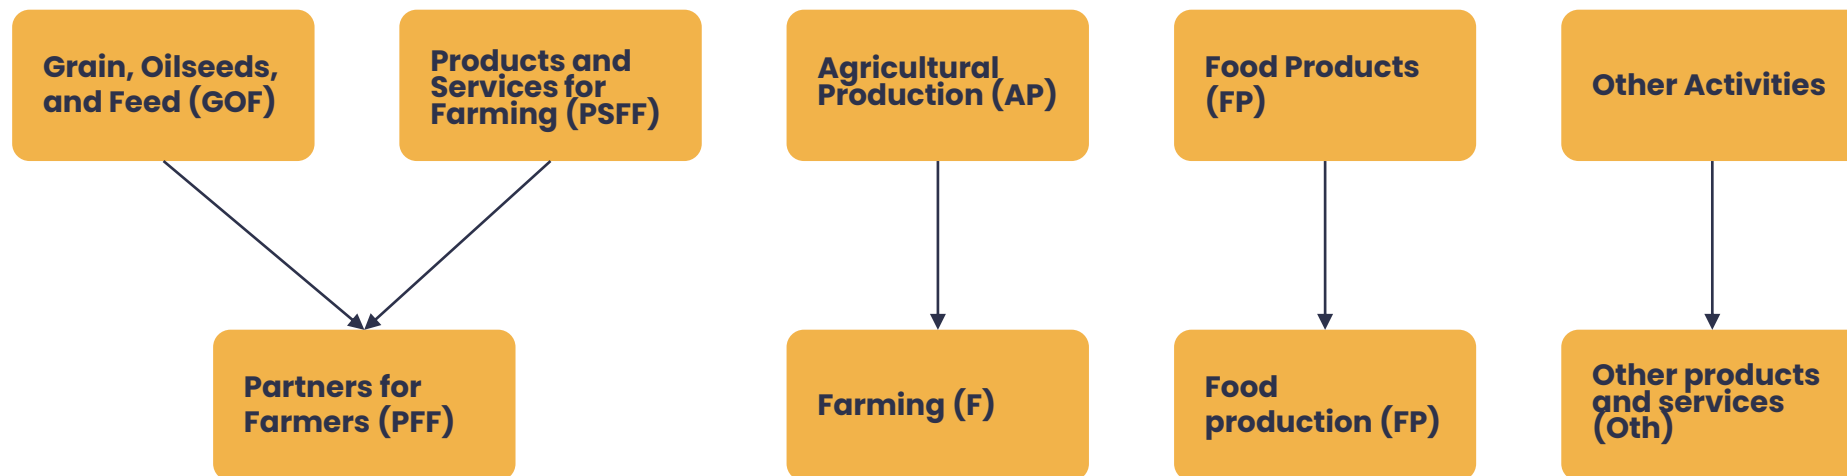 Grain, Oilseeds,
and Feed (GOF)
Products and
Services for
Farming (PSFF)
Agricultural
Production (AP)
Food Products
(FP)
Other Activities
Partners for
Farmers (PFF)
Farming (F)
Food
production (FP)
Other products
and services
(Oth)